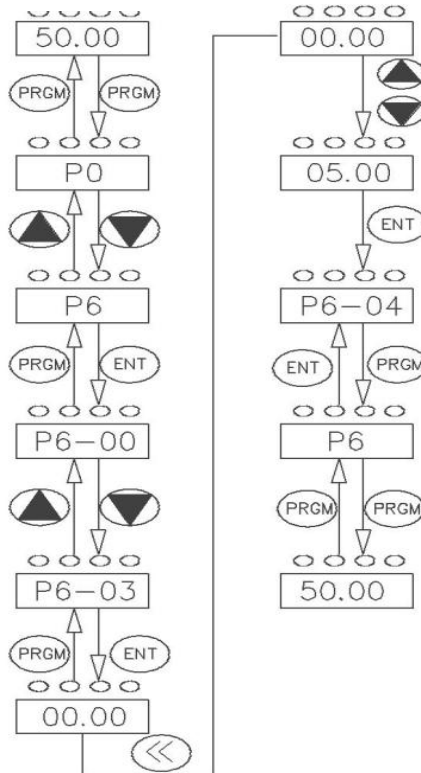 50.00
PRGM PRGM
P0
P6
PRGM ENT
P6-00
P6-03
PRGM ENT
00.00
00.00
05.00
ENT
P6-04
ENT PRGM
P6
PRGM PRGM
50.00